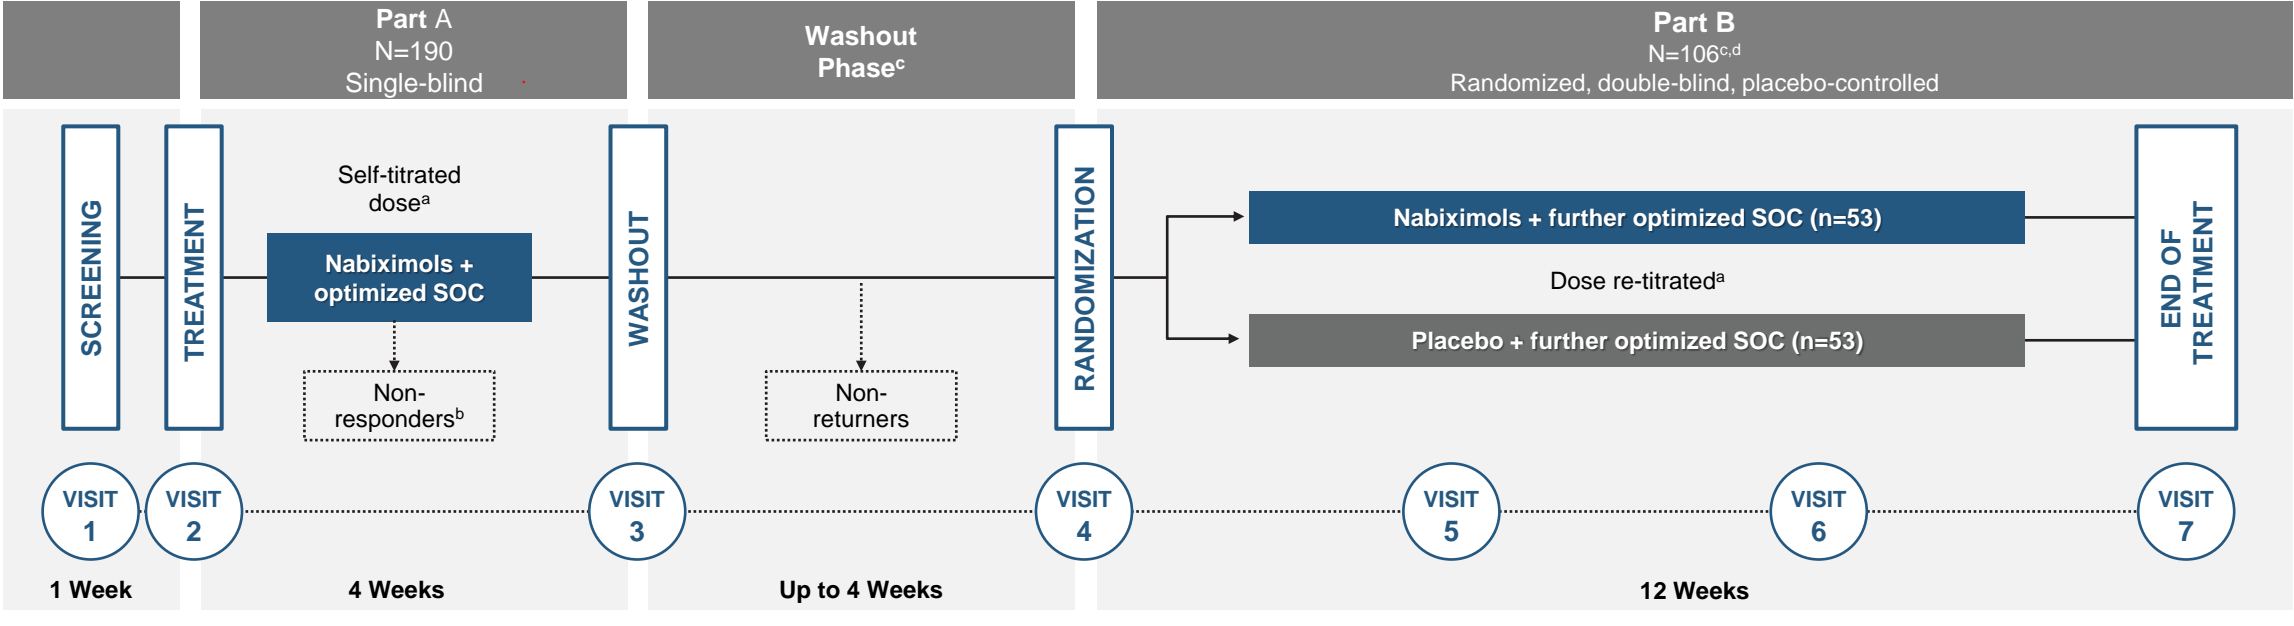 Part A
N=190
Single-blind
Washout
Phaseᶜ
Part B
N=106ᶜ,ᵈ
Randomized, double-blind, placebo-controlled
SCREENING
TREATMENT
Self-titrated
doseᵃ
Nabiximols +
optimized SOC
Non-
respondersᵇ
WASHOUT
Non-
returners
RANDOMIZATION
Nabiximols + further optimized SOC (n=53)
Dose re-titratedᵃ
Placebo + further optimized SOC (n=53)
END OF
TREATMENT
VISIT
1
VISIT
2
VISIT
3
VISIT
4
VISIT
5
VISIT
6
VISIT
7
1 Week
4 Weeks
Up to 4 Weeks
12 Weeks